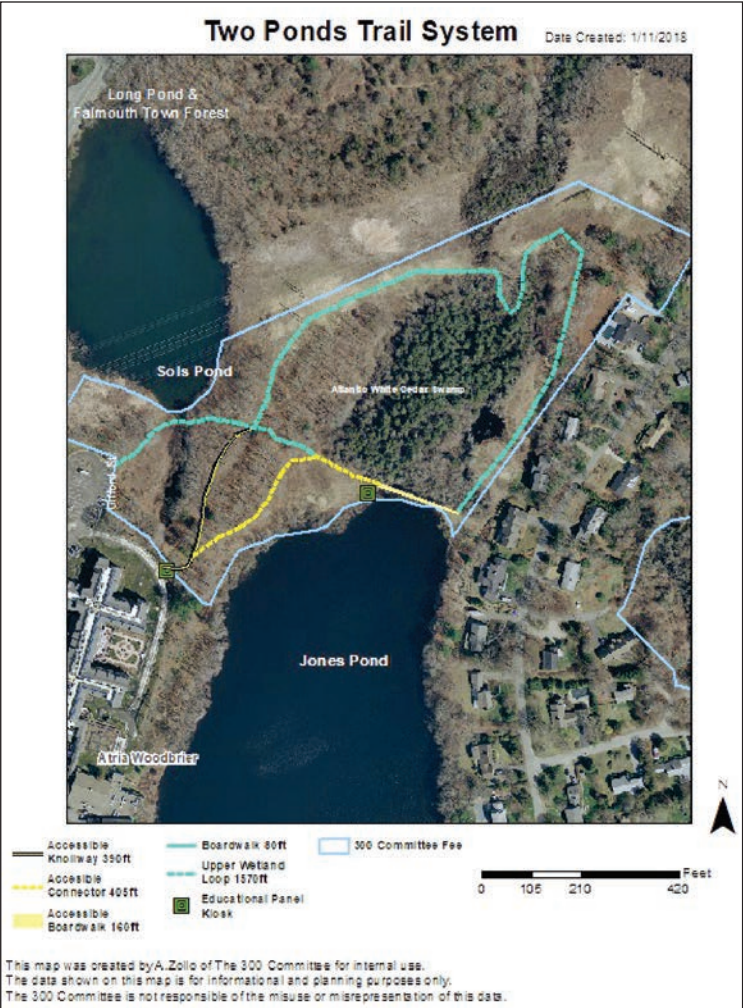 Two Ponds Trail System
Date Created: 1/11/2018
Long Pond &
Falmouth Town Forest
Sols Pond
Atlantic White Cedar Swamp
Jones Pond
Atria Woodbrier
N
Accessible
Knollway 390ft
Accesible
Connector 405ft
Accessible
Boardwalk 160ft
Boardwalk 80ft
Upper Wetland
Loop 1570ft
Educational Panel
Kiosk
300 Committee Fee
Feet
0 105 210 420
This map was created by A. Zollo of The 300 Committee for internal use.
The data shown on this map is for informational and planning purposes only.
The 300 Committee is not responsible of the misuse or misrepresentation of this data.